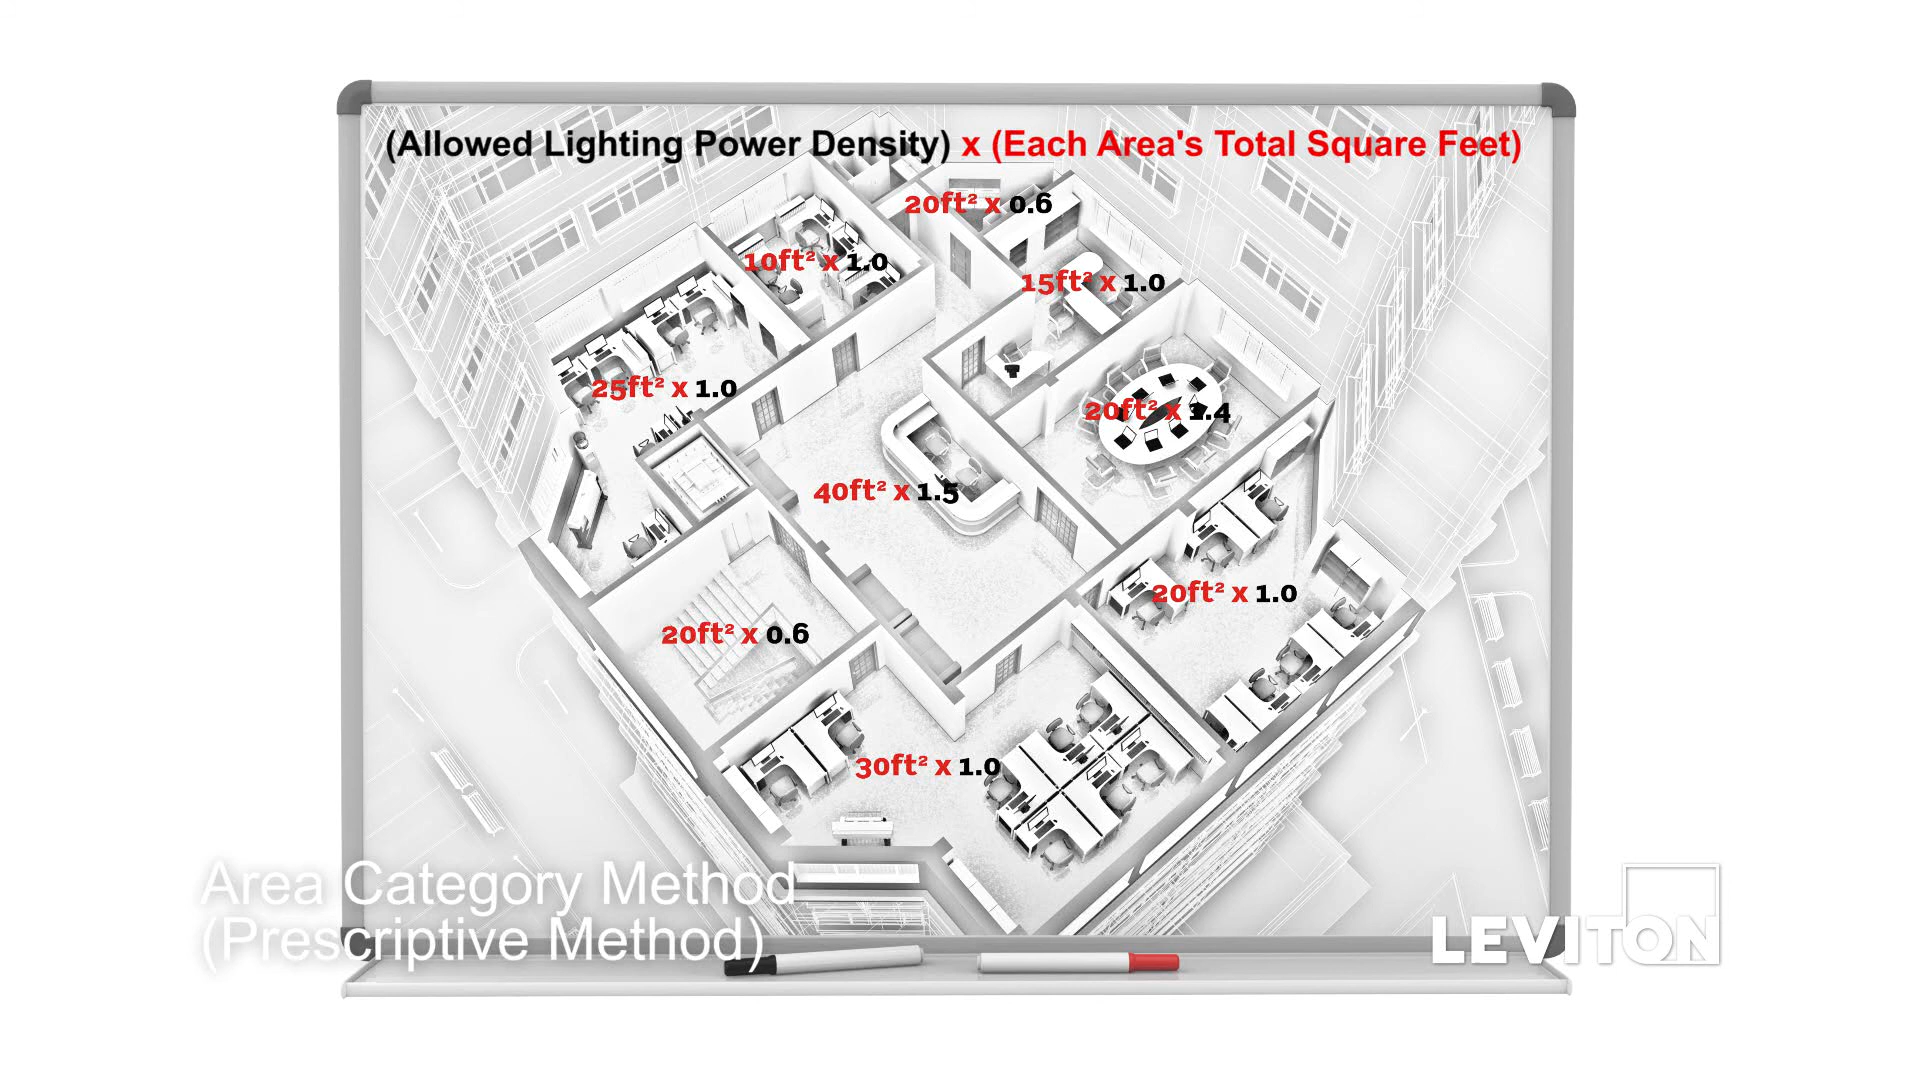 (Allowed Lighting Power Density) x (Each Area's Total Square Feet)
20ft² x 0.6
10ft² x 1.0
15ft² x 1.0
25ft² x 1.0
20ft² x 1.4
40ft² x 1.5
20ft² x 1.0
20ft² x 0.6
30ft² x 1.0
Area Category Method
(Prescriptive Method)
LEVITON